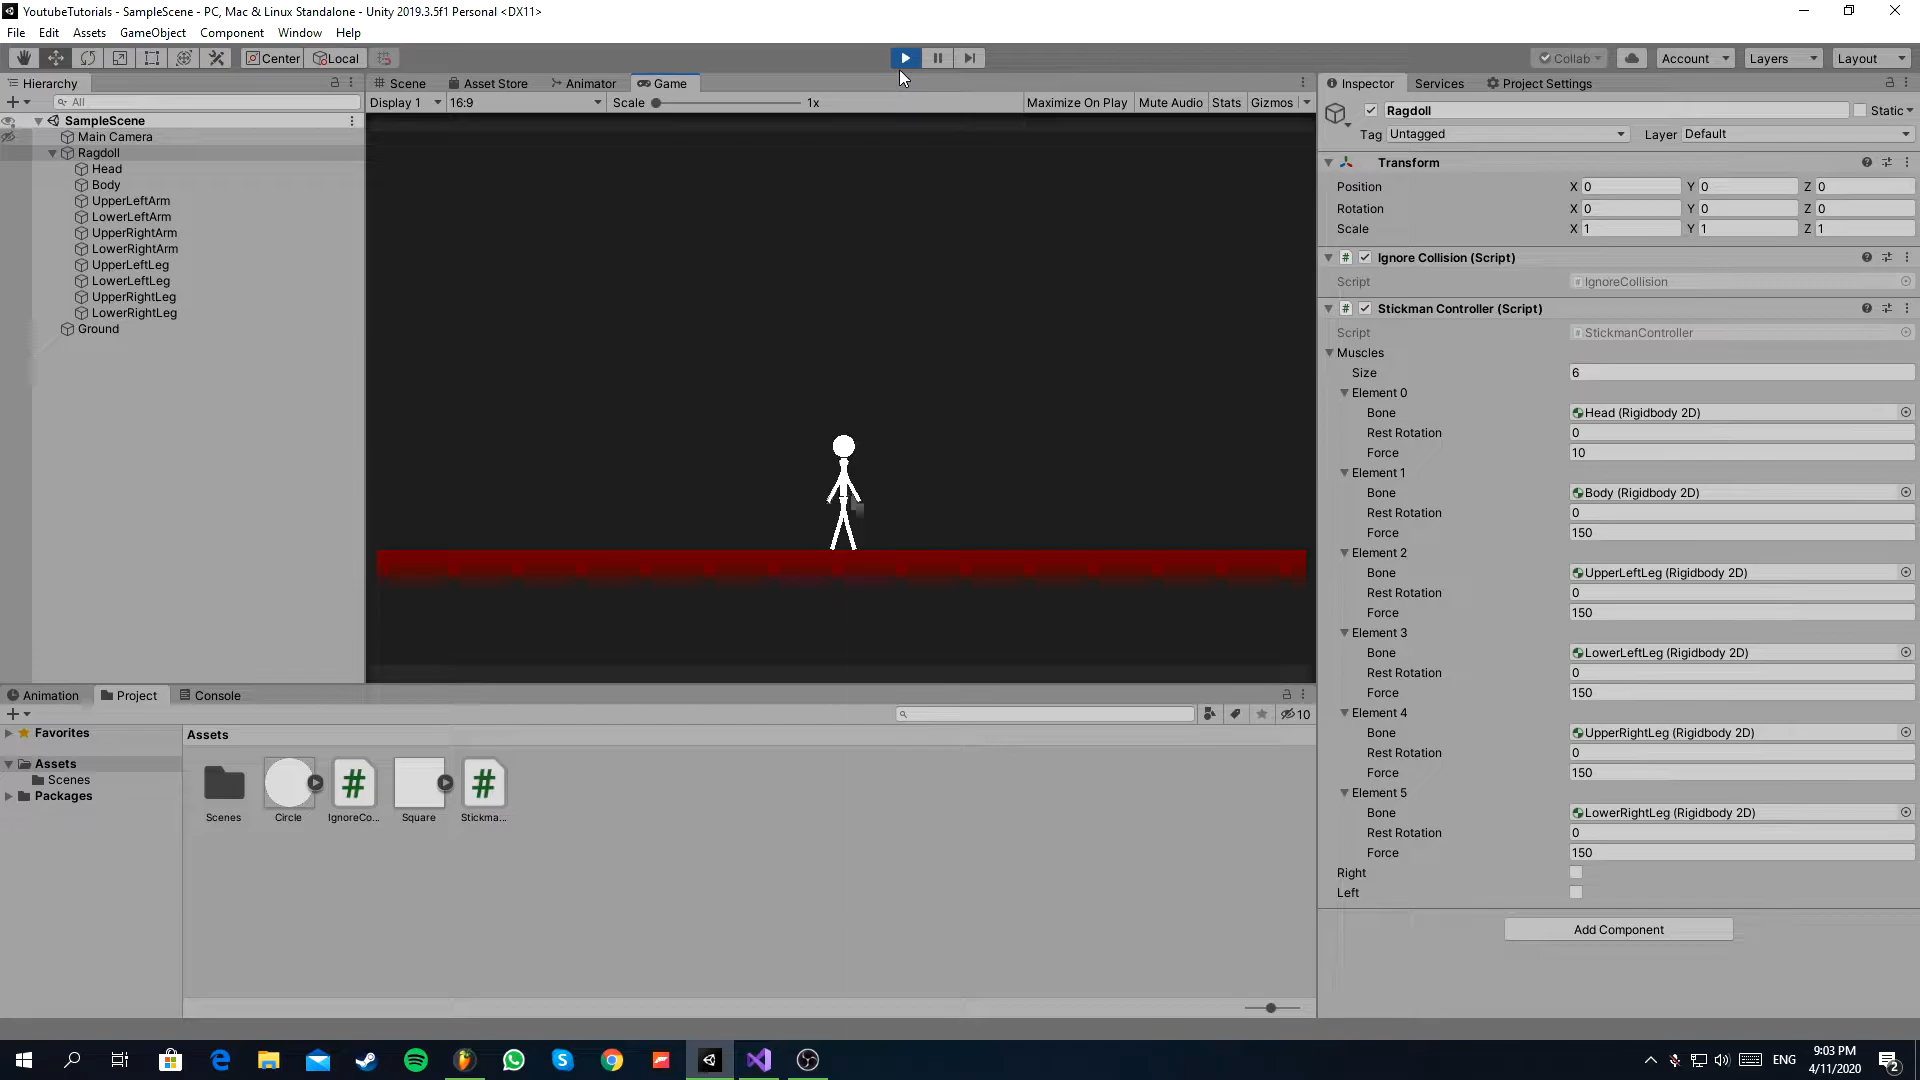 YoutubeTutorials - SampleScene - PC, Mac & Linux Standalone - Unity 2019.3.5f1 Personal <DX11>
File Edit Assets GameObject Component Window Help
Center Local Collab Account Layers Layout
Hierarchy
All
SampleScene
Main Camera
Ragdoll
Head
Body
UpperLeftArm
LowerLeftArm
UpperRightArm
LowerRightArm
UpperLeftLeg
LowerLeftLeg
UpperRightLeg
LowerRightLeg
Ground
Scene Asset Store Animator Game
Display 1 16:9 Scale 1x Maximize On Play Mute Audio Stats Gizmos
Inspector Services Project Settings
Ragdoll Static
Tag Untagged Layer Default
Transform
Position X 0 Y 0 Z 0
Rotation X 0 Y 0 Z 0
Scale X 1 Y 1 Z 1
Ignore Collision (Script)
Script IgnoreCollision
Stickman Controller (Script)
Script StickmanController
Muscles
Size 6
Element 0
Bone Head (Rigidbody 2D)
Rest Rotation 0
Force 10
Element 1
Bone Body (Rigidbody 2D)
Rest Rotation 0
Force 150
Element 2
Bone UpperLeftLeg (Rigidbody 2D)
Rest Rotation 0
Force 150
Element 3
Bone LowerLeftLeg (Rigidbody 2D)
Rest Rotation 0
Force 150
Element 4
Bone UpperRightLeg (Rigidbody 2D)
Rest Rotation 0
Force 150
Element 5
Bone LowerRightLeg (Rigidbody 2D)
Rest Rotation 0
Force 150
Right
Left
Add Component
Animation Project Console
10
Favorites
Assets
Scenes
Packages
Assets
Scenes Circle IgnoreCo... Square Stickma...
ENG
9:03 PM
4/11/2020
2